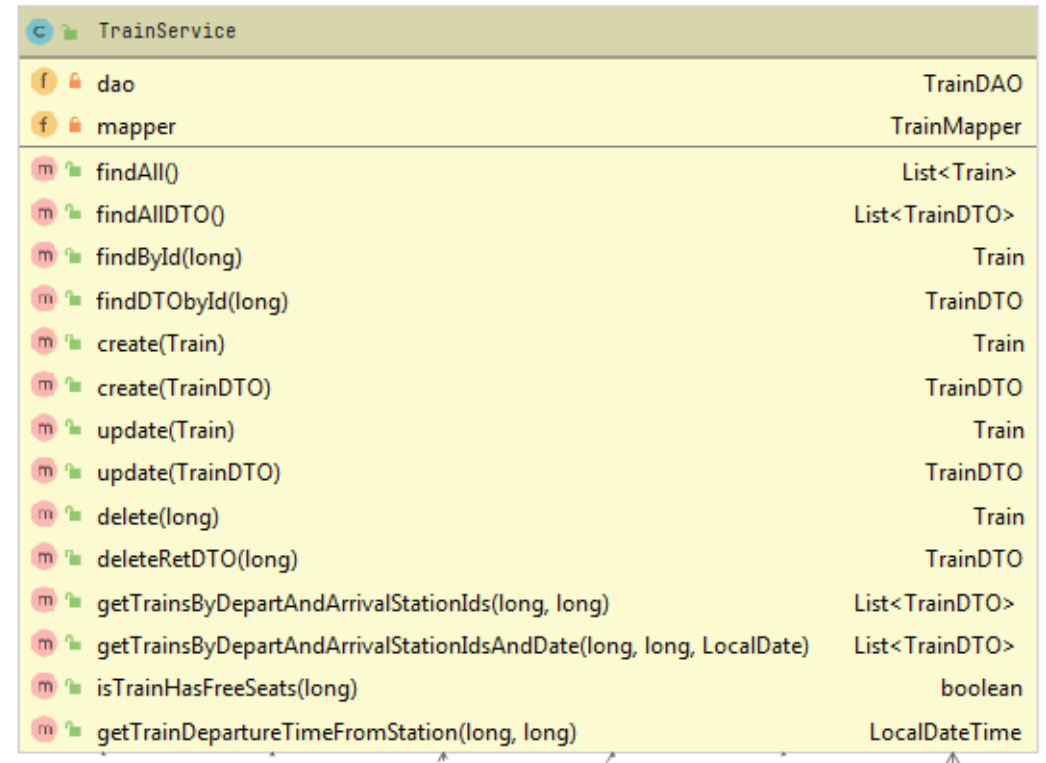 C TrainService
f dao TrainDAO
f mapper TrainMapper
m findAll() List<Train>
m findAllDTO() List<TrainDTO>
m findById(long) Train
m findDTObyId(long) TrainDTO
m create(Train) Train
m create(TrainDTO) TrainDTO
m update(Train) Train
m update(TrainDTO) TrainDTO
m delete(long) Train
m deleteRetDTO(long) TrainDTO
m getTrainsByDepartAndArrivalStationIds(long, long) List<TrainDTO>
m getTrainsByDepartAndArrivalStationIdsAndDate(long, long, LocalDate) List<TrainDTO>
m isTrainHasFreeSeats(long) boolean
m getTrainDepartureTimeFromStation(long, long) LocalDateTime